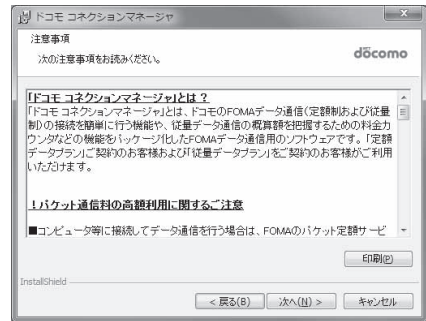 ドコモ コネクションマネージャ
注意事項
次の注意事項をお読みください。
döcomo
「ドコモ コネクションマネージャ」とは？
「ドコモ コネクションマネージャ」とは、ドコモのFOMAデータ通信(定額制および従量
制)の接続を簡単に行う機能や、従量データ通信の概算額を把握するための料金カ
ウンタなどの機能をパッケージ化したFOMAデータ通信用のソフトウェアです。「定額
データプラン」ご契約のお客様および「従量データプラン」をご契約のお客様がご利用
いただけます。
！パケット通信料の高額利用に関するご注意
■コンピュータ等に接続してデータ通信を行う場合は、FOMAのパケット定額サービ
印刷(P)
InstallShield
< 戻る(B)
次へ(N) >
キャンセル